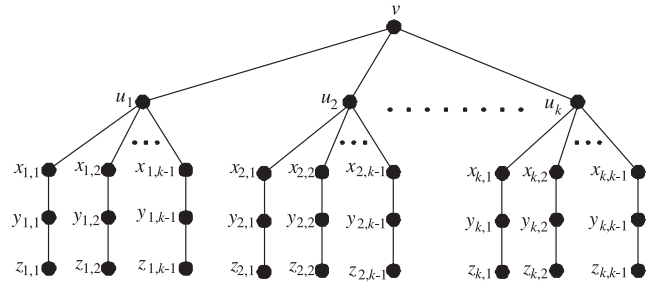 v
u₁ u₂ . . . . . . . . uₖ
... ... ...
x₁,₁ x₁,₂ x₁,ₖ₋₁ x₂,₁ x₂,₂ x₂,ₖ₋₁ xₖ,₁ xₖ,₂ xₖ,ₖ₋₁
y₁,₁ y₁,₂ y₁,ₖ₋₁ y₂,₁ y₂,₂ y₂,ₖ₋₁ yₖ,₁ yₖ,₂ yₖ,ₖ₋₁
z₁,₁ z₁,₂ z₁,ₖ₋₁ z₂,₁ z₂,₂ z₂,ₖ₋₁ zₖ,₁ zₖ,₂ zₖ,ₖ₋₁